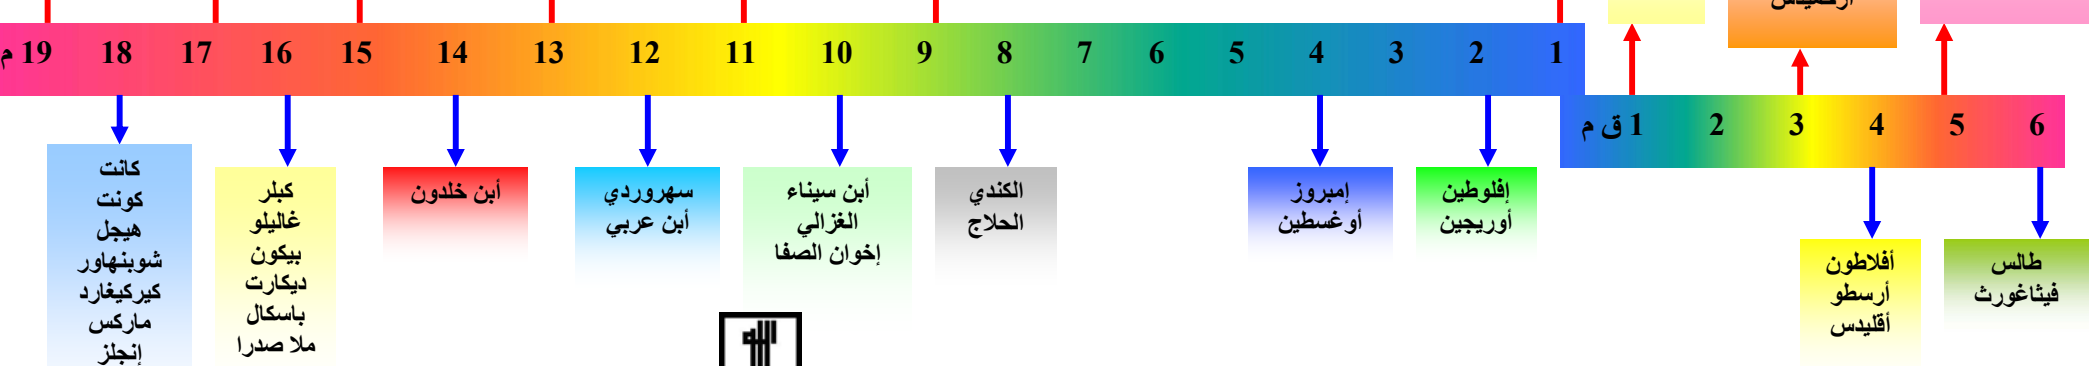 أرخميدس
19 م 18 17 16 15 14 13 12 11 10 9 8 7 6 5 4 3 2 1
1 ق م 2 3 4 5 6
طالس
فيثاغورث
أفلاطون
أرسطو
أقليدس
إفلوطين
أوريجين
إمبروز
أوغسطين
الكندي
الحلاج
أبن سيناء
الغزالي
إخوان الصفا
سهروردي
أبن عربي
أبن خلدون
كبلر
غاليلو
بيكون
ديكارت
باسكال
ملا صدرا
كانت
كونت
هيجل
شوبنهاور
كيركيغارد
ماركس
إنجلز
الله